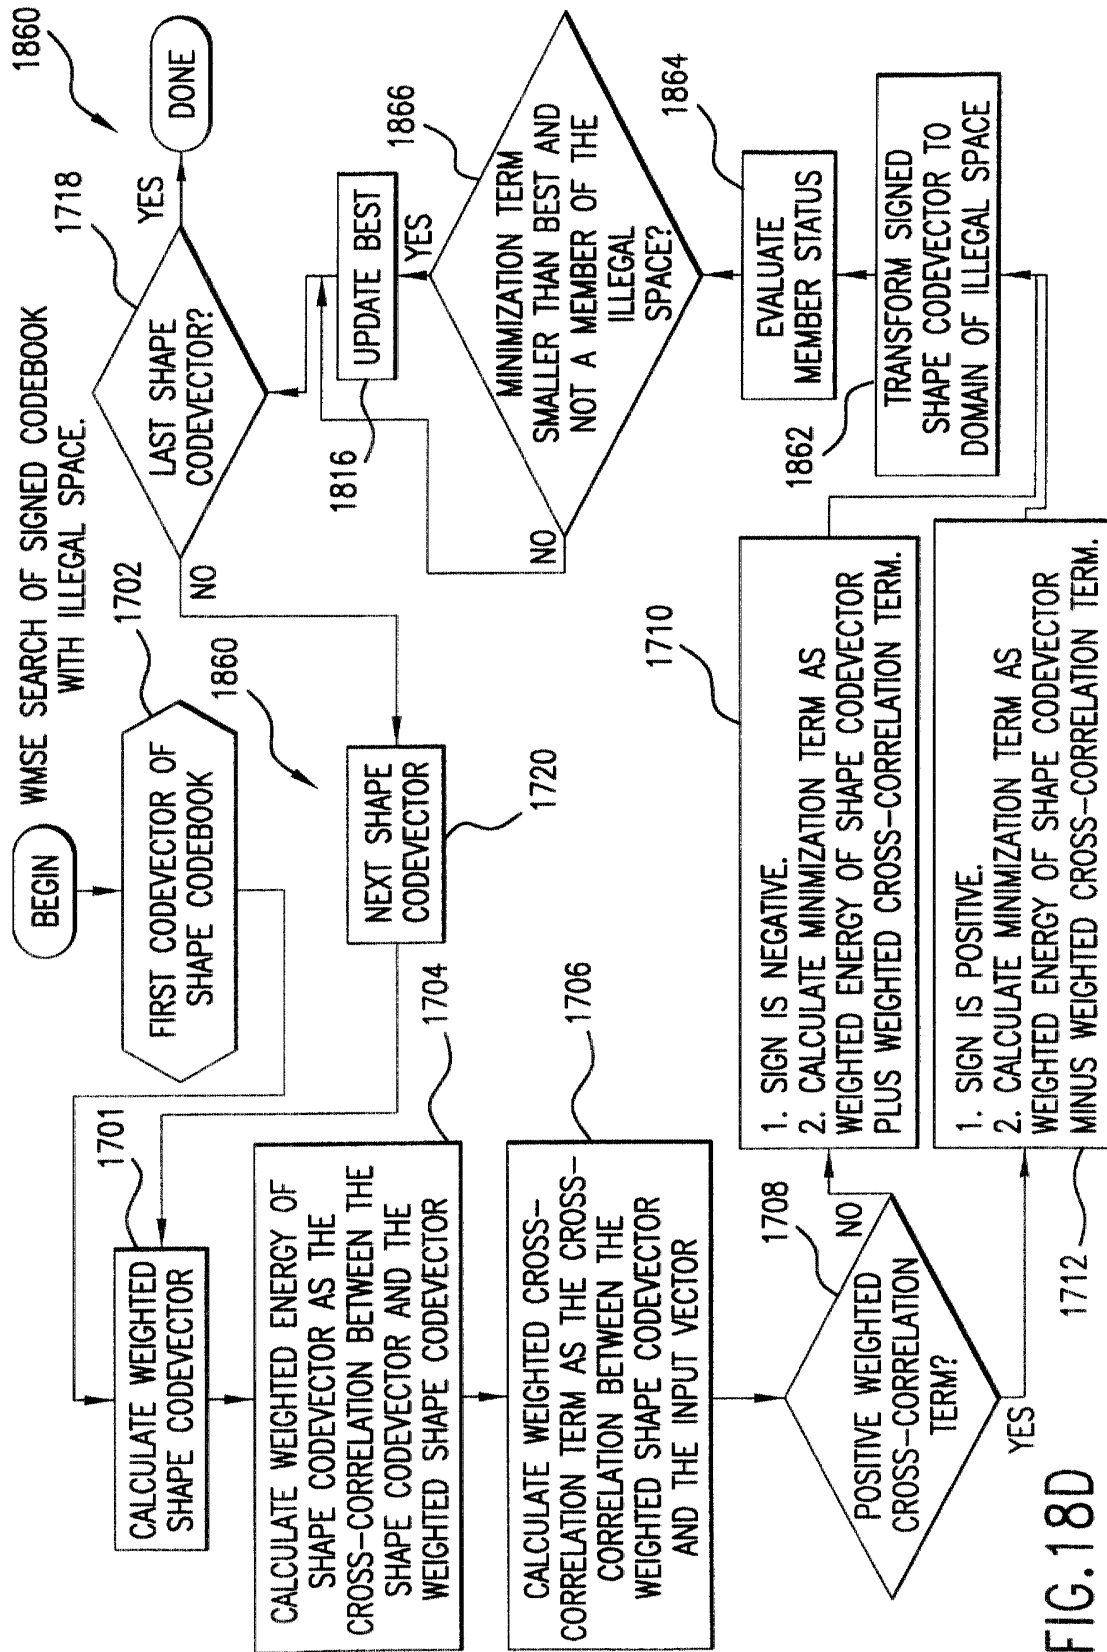 WMSE SEARCH OF SIGNED CODEBOOK
WITH ILLEGAL SPACE.
1860
BEGIN
1702
FIRST CODEVECTOR OF
SHAPE CODEBOOK
1701
CALCULATE WEIGHTED
SHAPE CODEVECTOR
1704
CALCULATE WEIGHTED ENERGY OF
SHAPE CODEVECTOR AS THE
CROSS-CORRELATION BETWEEN THE
SHAPE CODEVECTOR AND THE
WEIGHTED SHAPE CODEVECTOR
1706
CALCULATE WEIGHTED CROSS-
CORRELATION TERM AS THE CROSS-
CORRELATION BETWEEN THE
WEIGHTED SHAPE CODEVECTOR
AND THE INPUT VECTOR
1708
POSITIVE WEIGHTED
CROSS-CORRELATION
TERM?
NO
YES
1710
1. SIGN IS NEGATIVE.
2. CALCULATE MINIMIZATION TERM AS
WEIGHTED ENERGY OF SHAPE CODEVECTOR
PLUS WEIGHTED CROSS-CORRELATION TERM.
1712
1. SIGN IS POSITIVE.
2. CALCULATE MINIMIZATION TERM AS
WEIGHTED ENERGY OF SHAPE CODEVECTOR
MINUS WEIGHTED CROSS-CORRELATION TERM.
1862
TRANSFORM SIGNED
SHAPE CODEVECTOR TO
DOMAIN OF ILLEGAL SPACE
1864
EVALUATE
MEMBER STATUS
1866
MINIMIZATION TERM
SMALLER THAN BEST AND
NOT A MEMBER OF THE
ILLEGAL
SPACE?
NO
YES
1816
UPDATE BEST
1718
LAST SHAPE
CODEVECTOR?
YES
DONE
NO
1860
1720
NEXT SHAPE
CODEVECTOR
FIG.18D